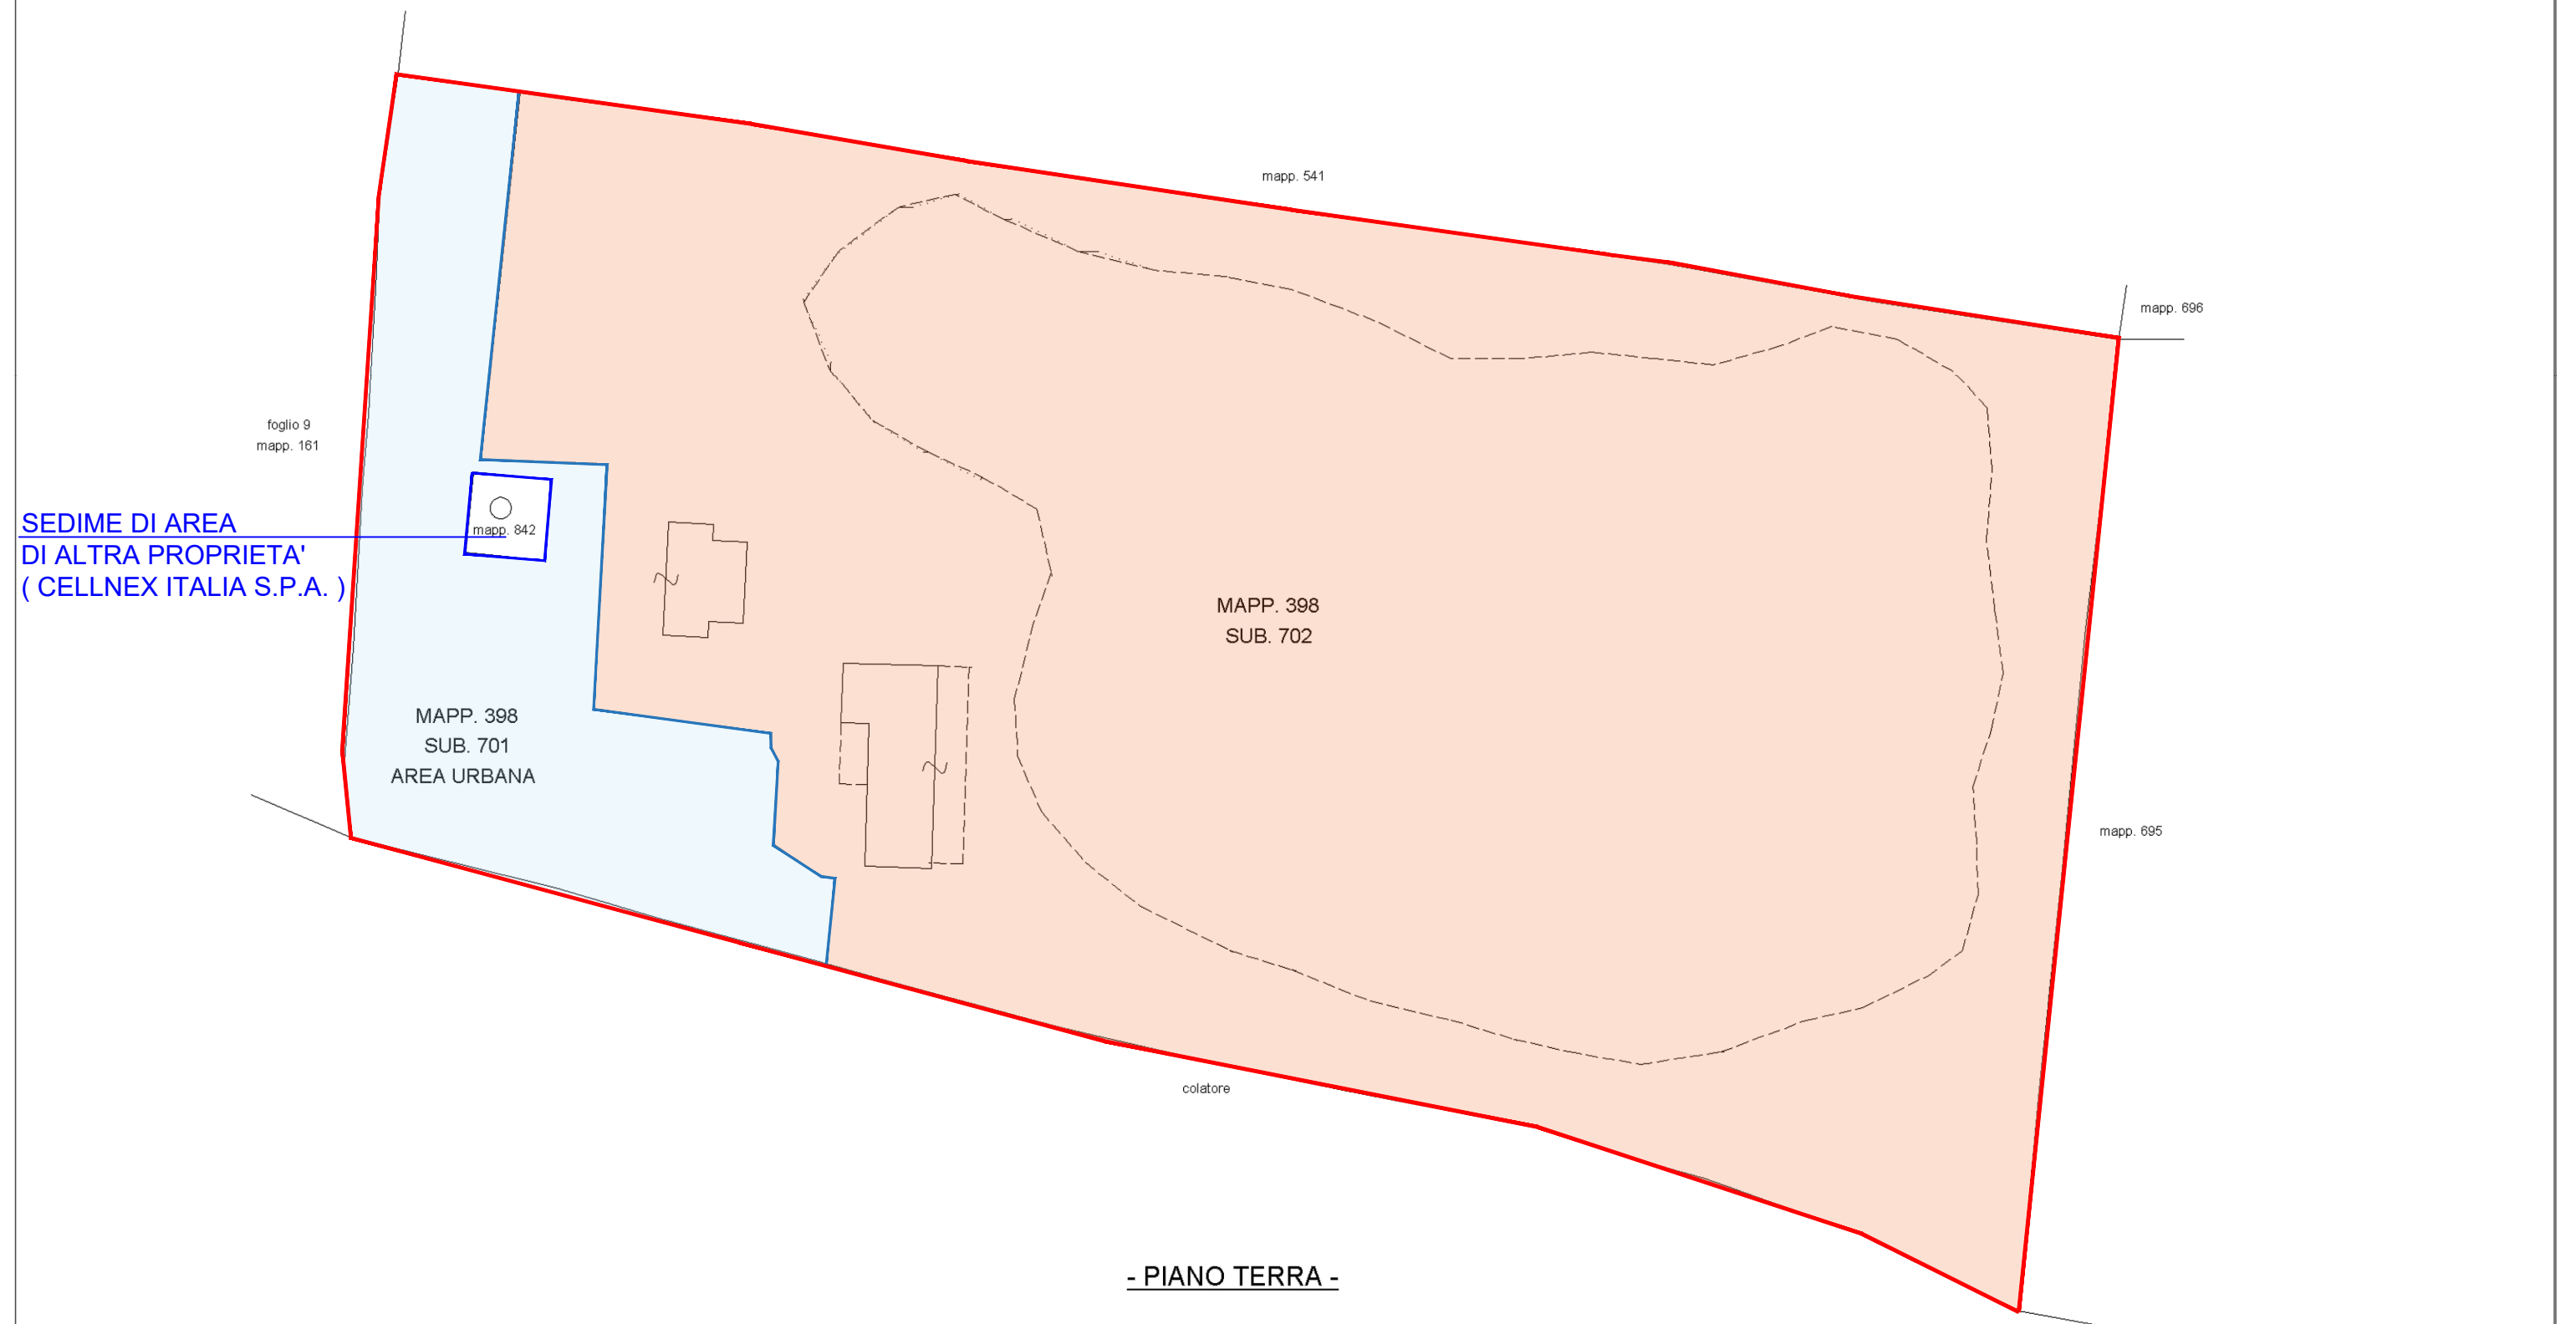 mapp. 541
mapp. 696
foglio 9
mapp. 161
SEDIME DI AREA
DI ALTRA PROPRIETA'
( CELLNEX ITALIA S.P.A. )
mapp. 842
MAPP. 398
SUB. 702
MAPP. 398
SUB. 701
AREA URBANA
mapp. 695
colatore
- PIANO TERRA -